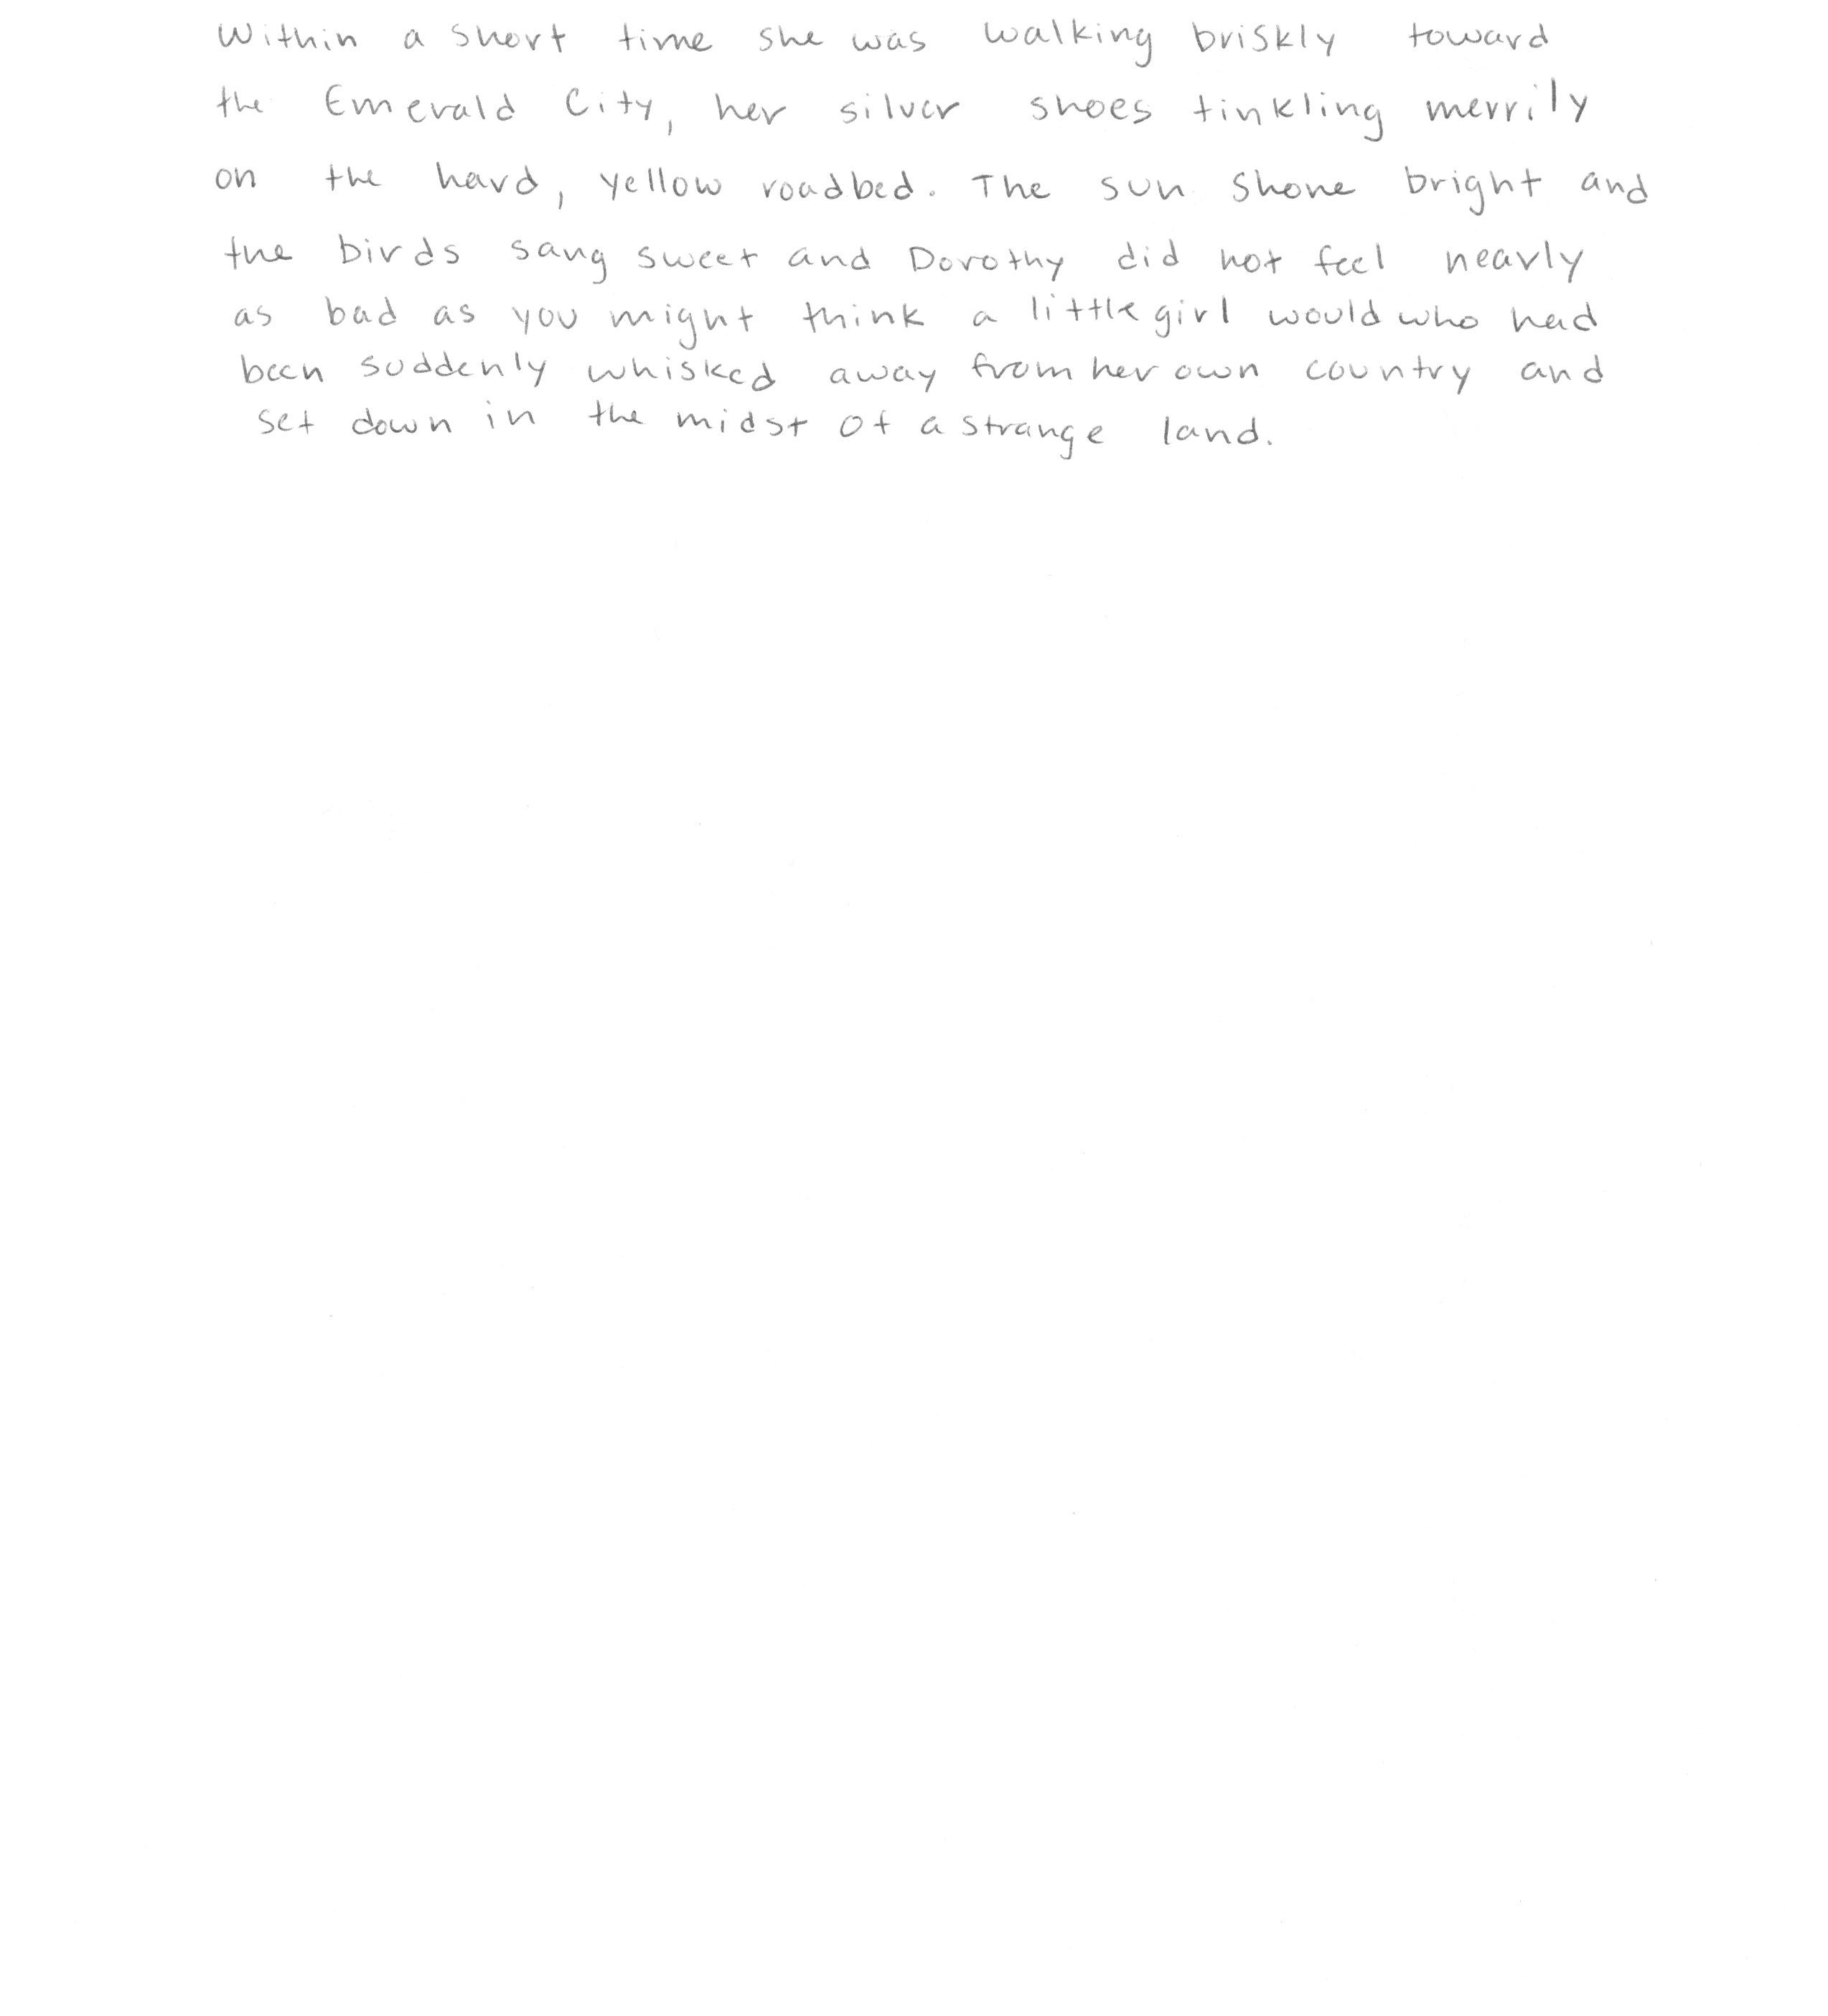 Within a short time she was walking briskly toward
the Emerald City, her silver shoes tinkling merrily
on the hard, yellow roadbed. The sun shone bright and
the birds sang sweet and Dorothy did not feel nearly
as bad as you might think a little girl would who had
been suddenly whisked away from her own country and
set down in the midst of a strange land.